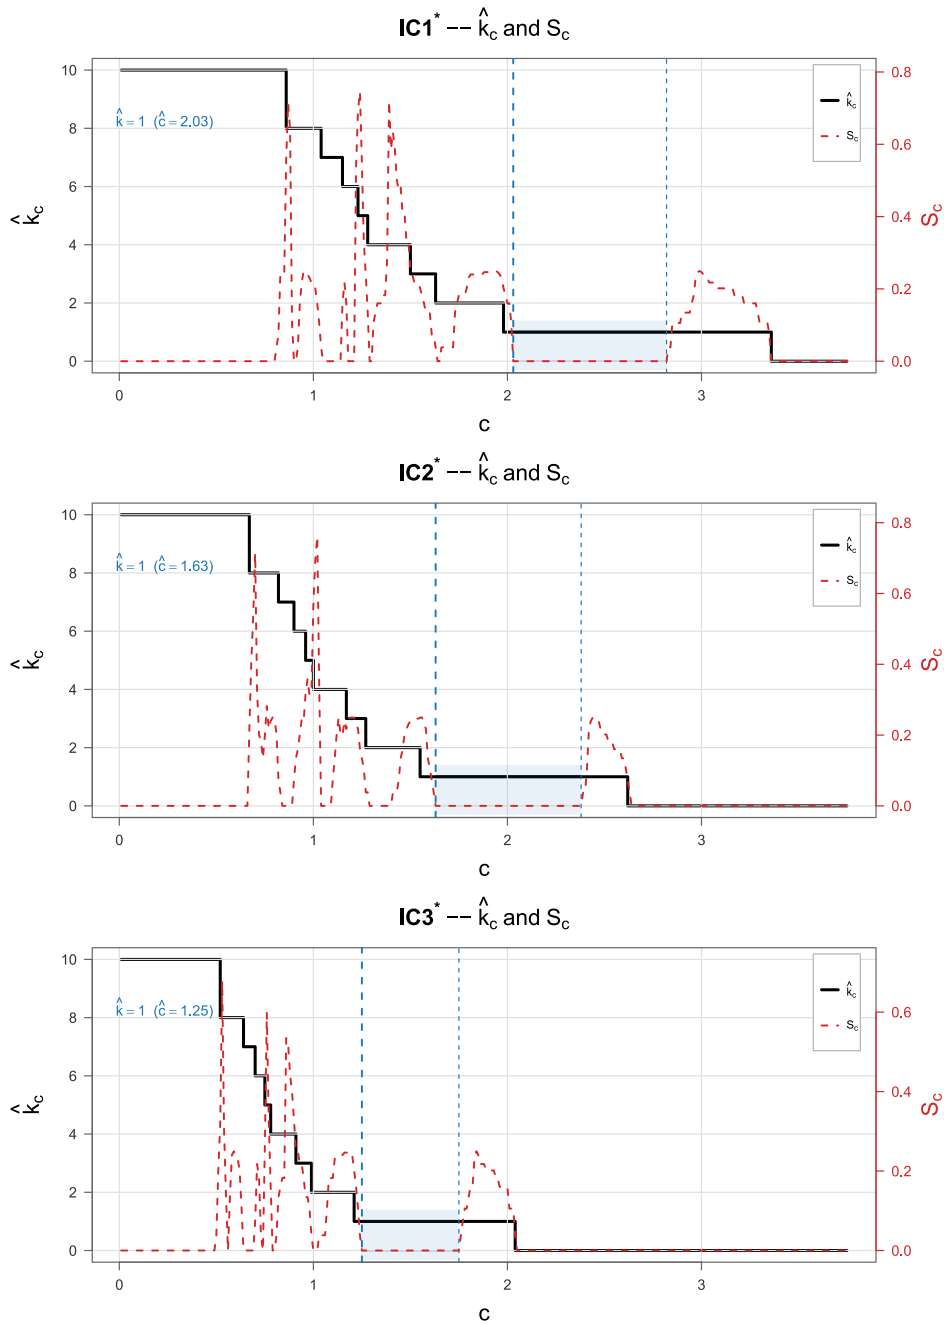 IC1* −− k̂c and Sc
10
8
6
4
2
0
k̂c
k̂ = 1 (ĉ = 2.03)
k̂c
Sc
0.8
0.6
0.4
0.2
0.0
Sc
0 1 2 3
c
IC2* −− k̂c and Sc
10
8
6
4
2
0
k̂c
k̂ = 1 (ĉ = 1.63)
k̂c
Sc
0.8
0.6
0.4
0.2
0.0
Sc
0 1 2 3
c
IC3* −− k̂c and Sc
10
8
6
4
2
0
k̂c
k̂ = 1 (ĉ = 1.25)
k̂c
Sc
0.6
0.4
0.2
0.0
Sc
0 1 2 3
c